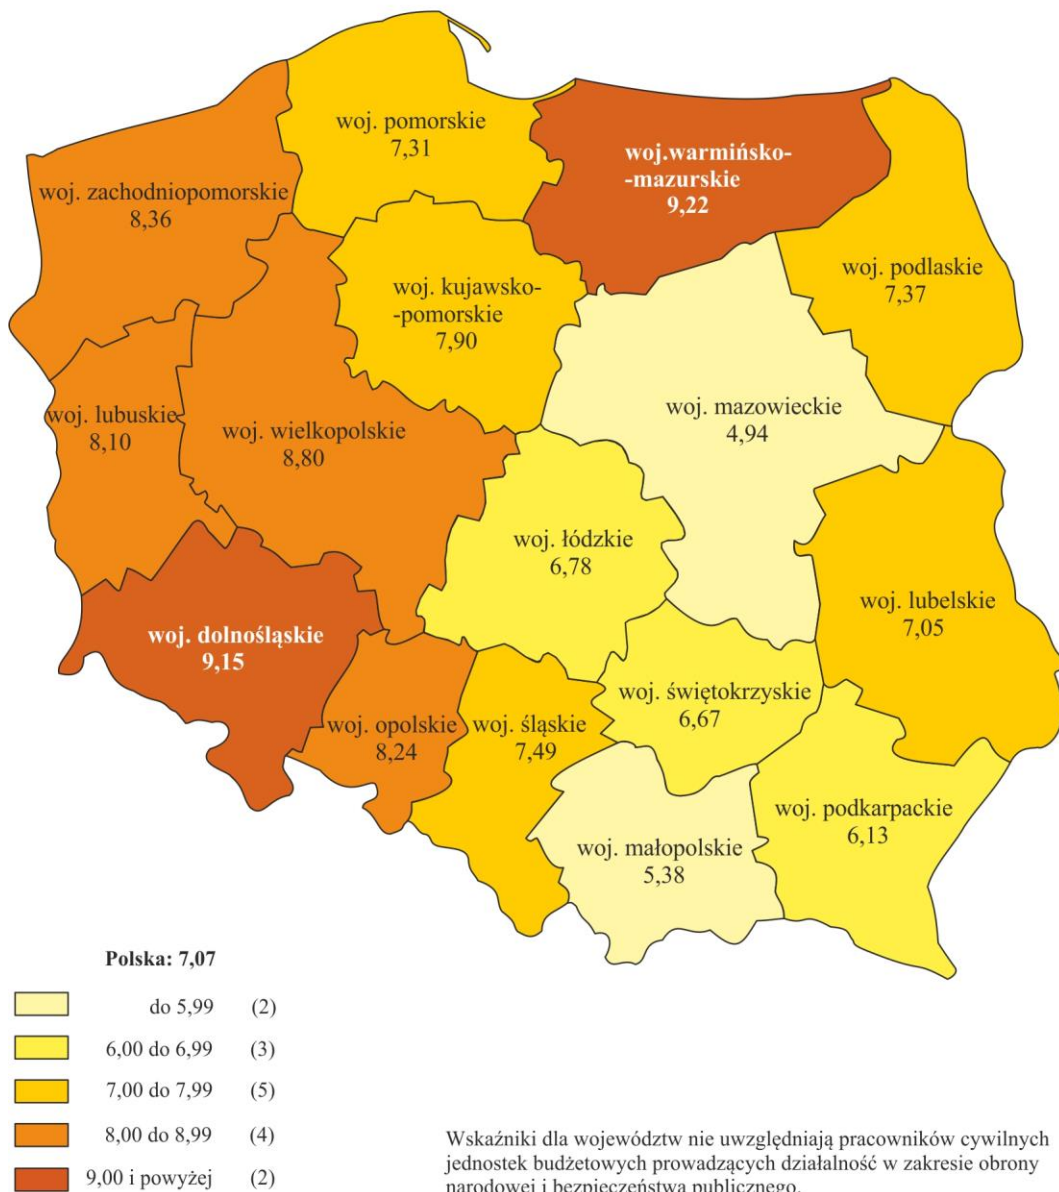 woj. pomorskie
7,31
woj.warmińsko-
-mazurskie
9,22
woj. zachodniopomorskie
8,36
woj. podlaskie
7,37
woj. kujawsko-
-pomorskie
7,90
woj. lubuskie
8,10
woj. wielkopolskie
8,80
woj. mazowieckie
4,94
woj. łódzkie
6,78
woj. lubelskie
7,05
woj. dolnośląskie
9,15
woj. opolskie
8,24
woj. śląskie
7,49
woj. świętokrzyskie
6,67
woj. podkarpackie
6,13
woj. małopolskie
5,38
Polska: 7,07
do 5,99 (2)
6,00 do 6,99 (3)
7,00 do 7,99 (5)
8,00 do 8,99 (4)
9,00 i powyżej (2)
Wskaźniki dla województw nie uwzględniają pracowników cywilnych
jednostek budżetowych prowadzących działalność w zakresie obrony
narodowej i bezpieczeństwa publicznego.